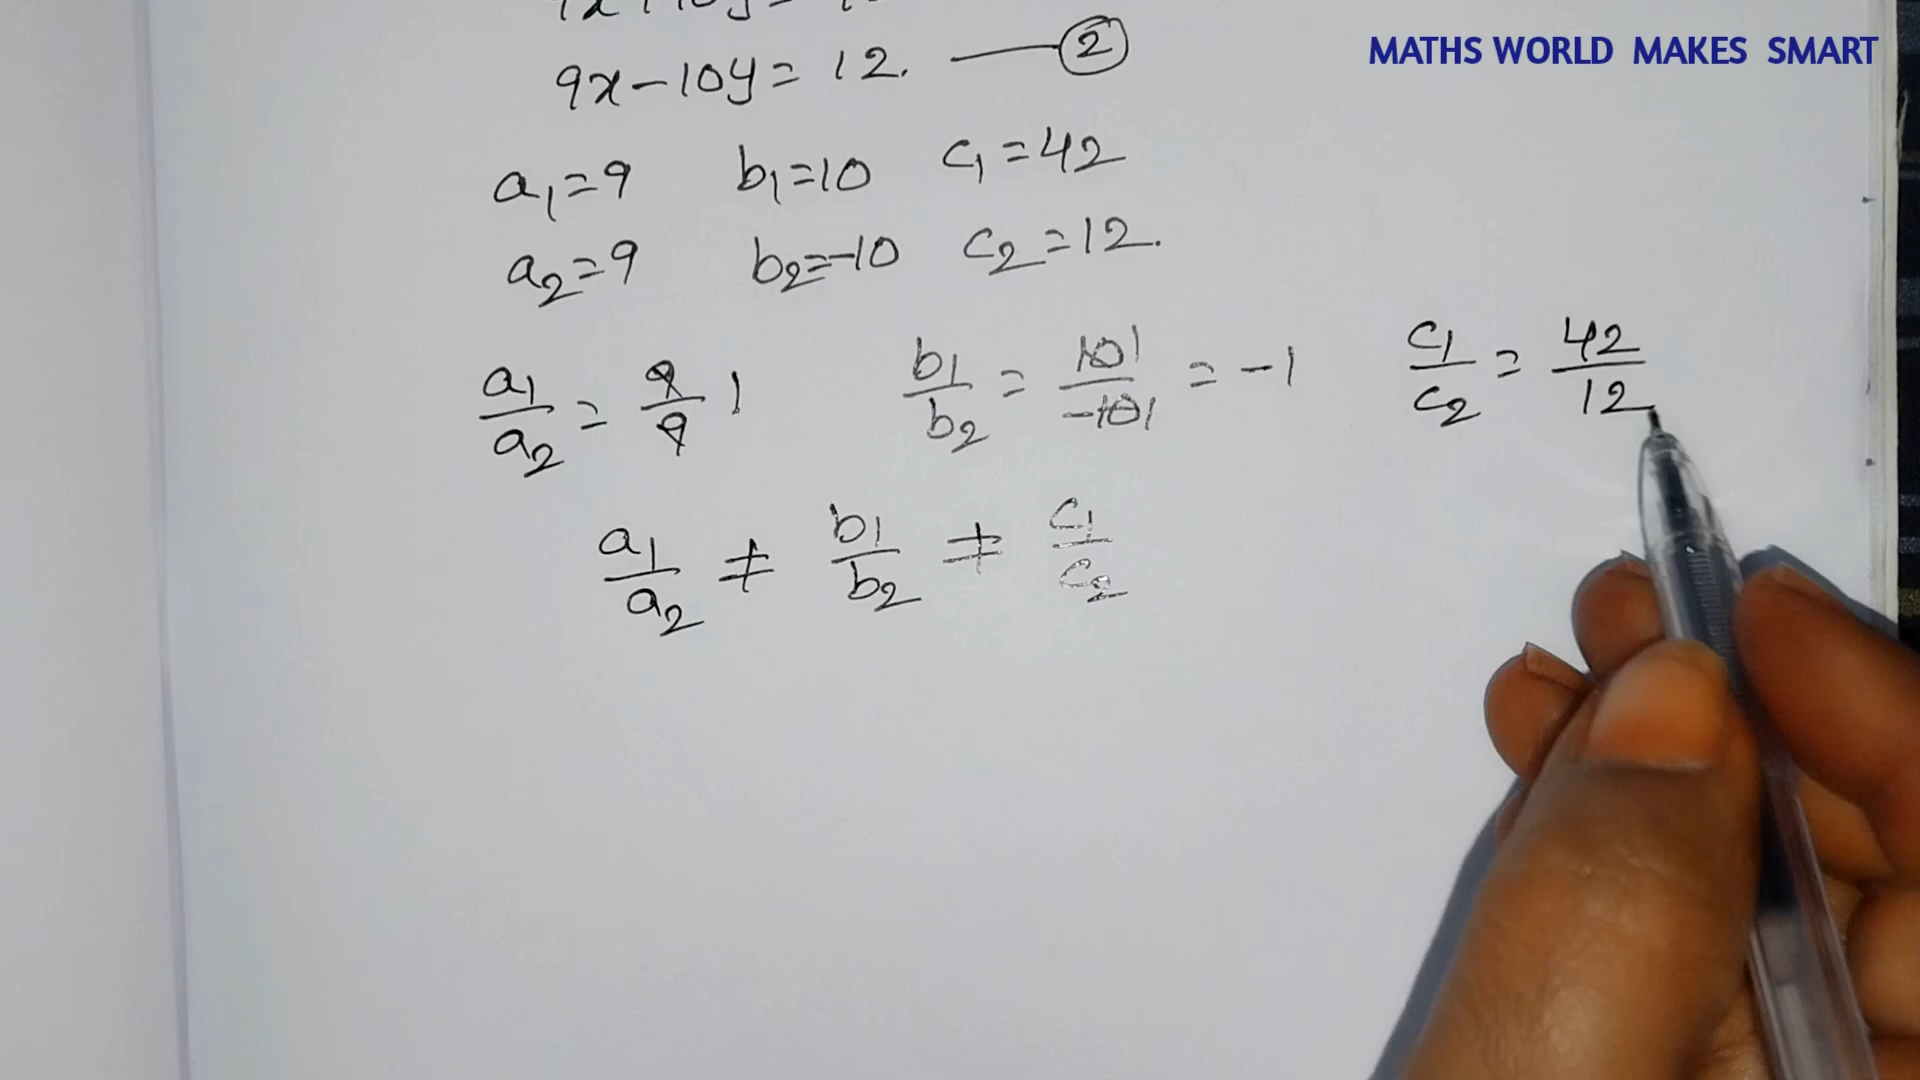 MATHS WORLD MAKES SMART
9x-10y= 12. —— ②
a₁=9 b₁=10 c₁=42
a₂=9 b₂=-10 c₂=12.
a₁/a₂ = 9/9 1 b₁/b₂ = 10 1/-10 1 = -1 c₁/c₂ = 42/12
a₁/a₂ ≠ b₁/b₂ ≠ c₁/c₂